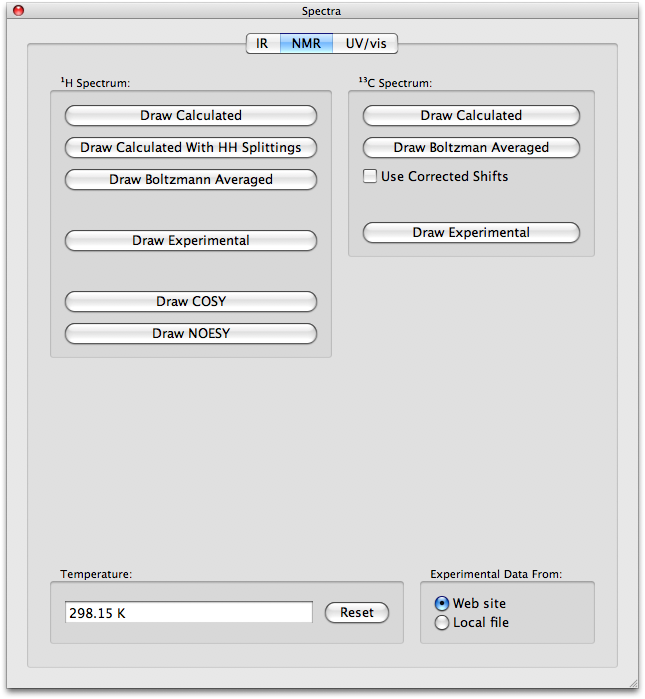 Spectra
IR NMR UV/vis
¹H Spectrum:
Draw Calculated
Draw Calculated With HH Splittings
Draw Boltzmann Averaged
Draw Experimental
Draw COSY
Draw NOESY
¹³C Spectrum:
Draw Calculated
Draw Boltzman Averaged
Use Corrected Shifts
Draw Experimental
Temperature:
298.15 K Reset
Experimental Data From:
Web site
Local file